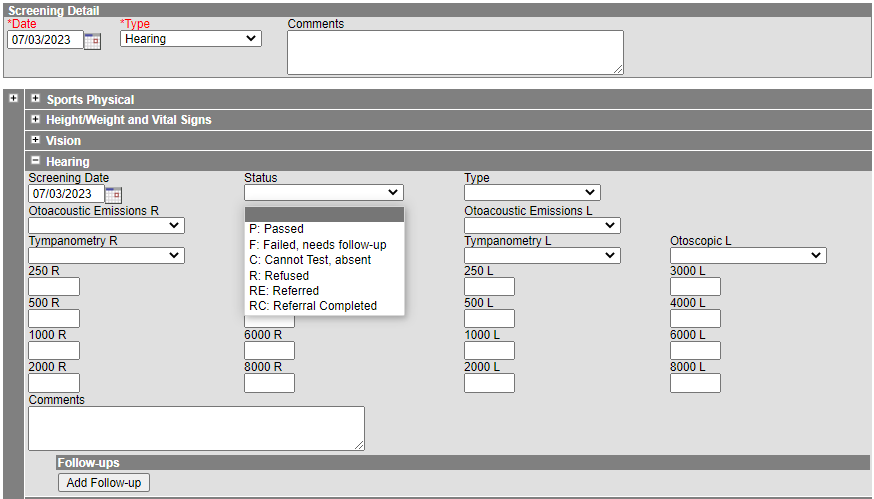 Screening Detail
*Date *Type Comments
07/03/2023 Hearing
Sports Physical
Height/Weight and Vital Signs
Vision
Hearing
Screening Date Status Type
07/03/2023
Otoacoustic Emissions R Otoacoustic Emissions L
P: Passed
F: Failed, needs follow-up
Tympanometry R Tympanometry L Otoscopic L
C: Cannot Test, absent
R: Refused
RE: Referred
RC: Referral Completed
250 R 250 L 3000 L
500 R 500 L 4000 L
1000 R 6000 R 1000 L 6000 L
2000 R 8000 R 2000 L 8000 L
Comments
Follow-ups
Add Follow-up